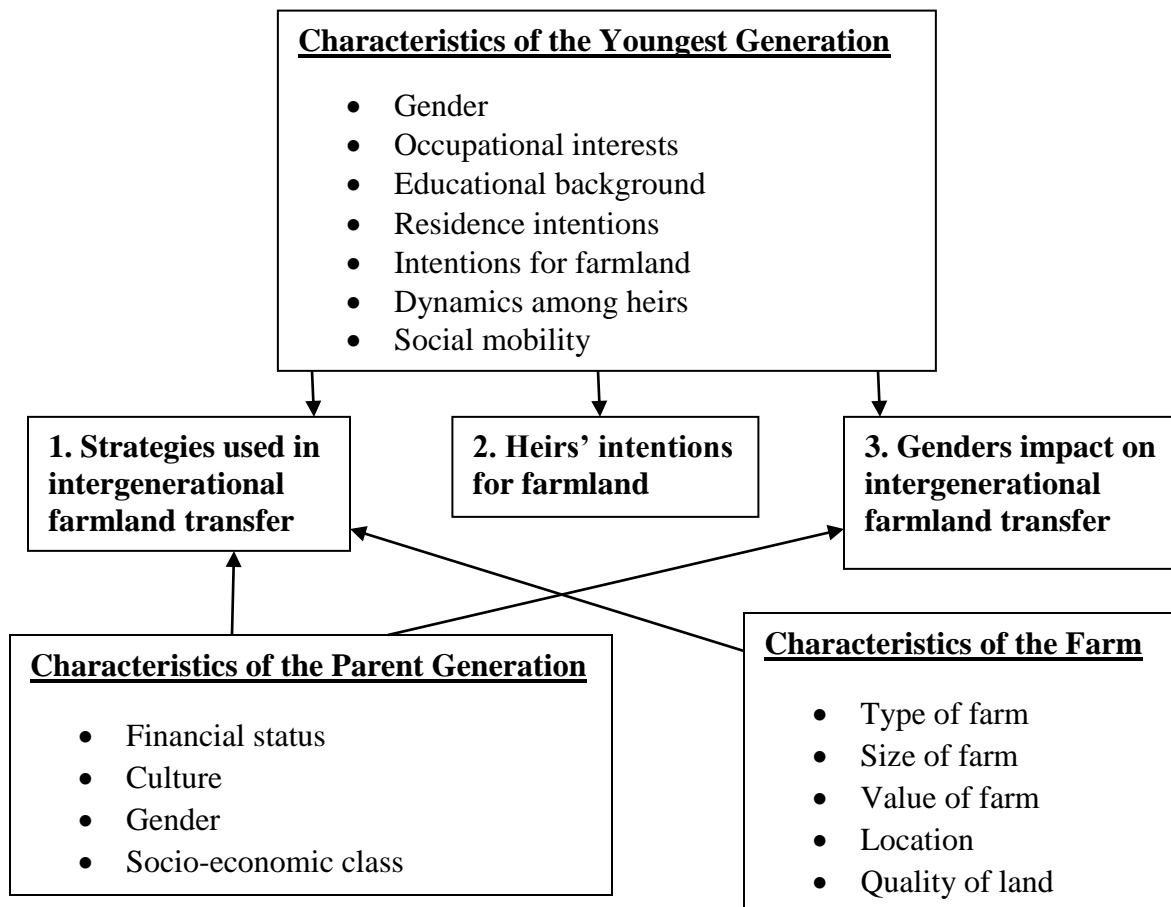 Characteristics of the Youngest Generation
• Gender
• Occupational interests
• Educational background
• Residence intentions
• Intentions for farmland
• Dynamics among heirs
• Social mobility
1. Strategies used in
intergenerational
farmland transfer
2. Heirs’ intentions
for farmland
3. Genders impact on
intergenerational
farmland transfer
Characteristics of the Parent Generation
• Financial status
• Culture
• Gender
• Socio-economic class
Characteristics of the Farm
• Type of farm
• Size of farm
• Value of farm
• Location
• Quality of land